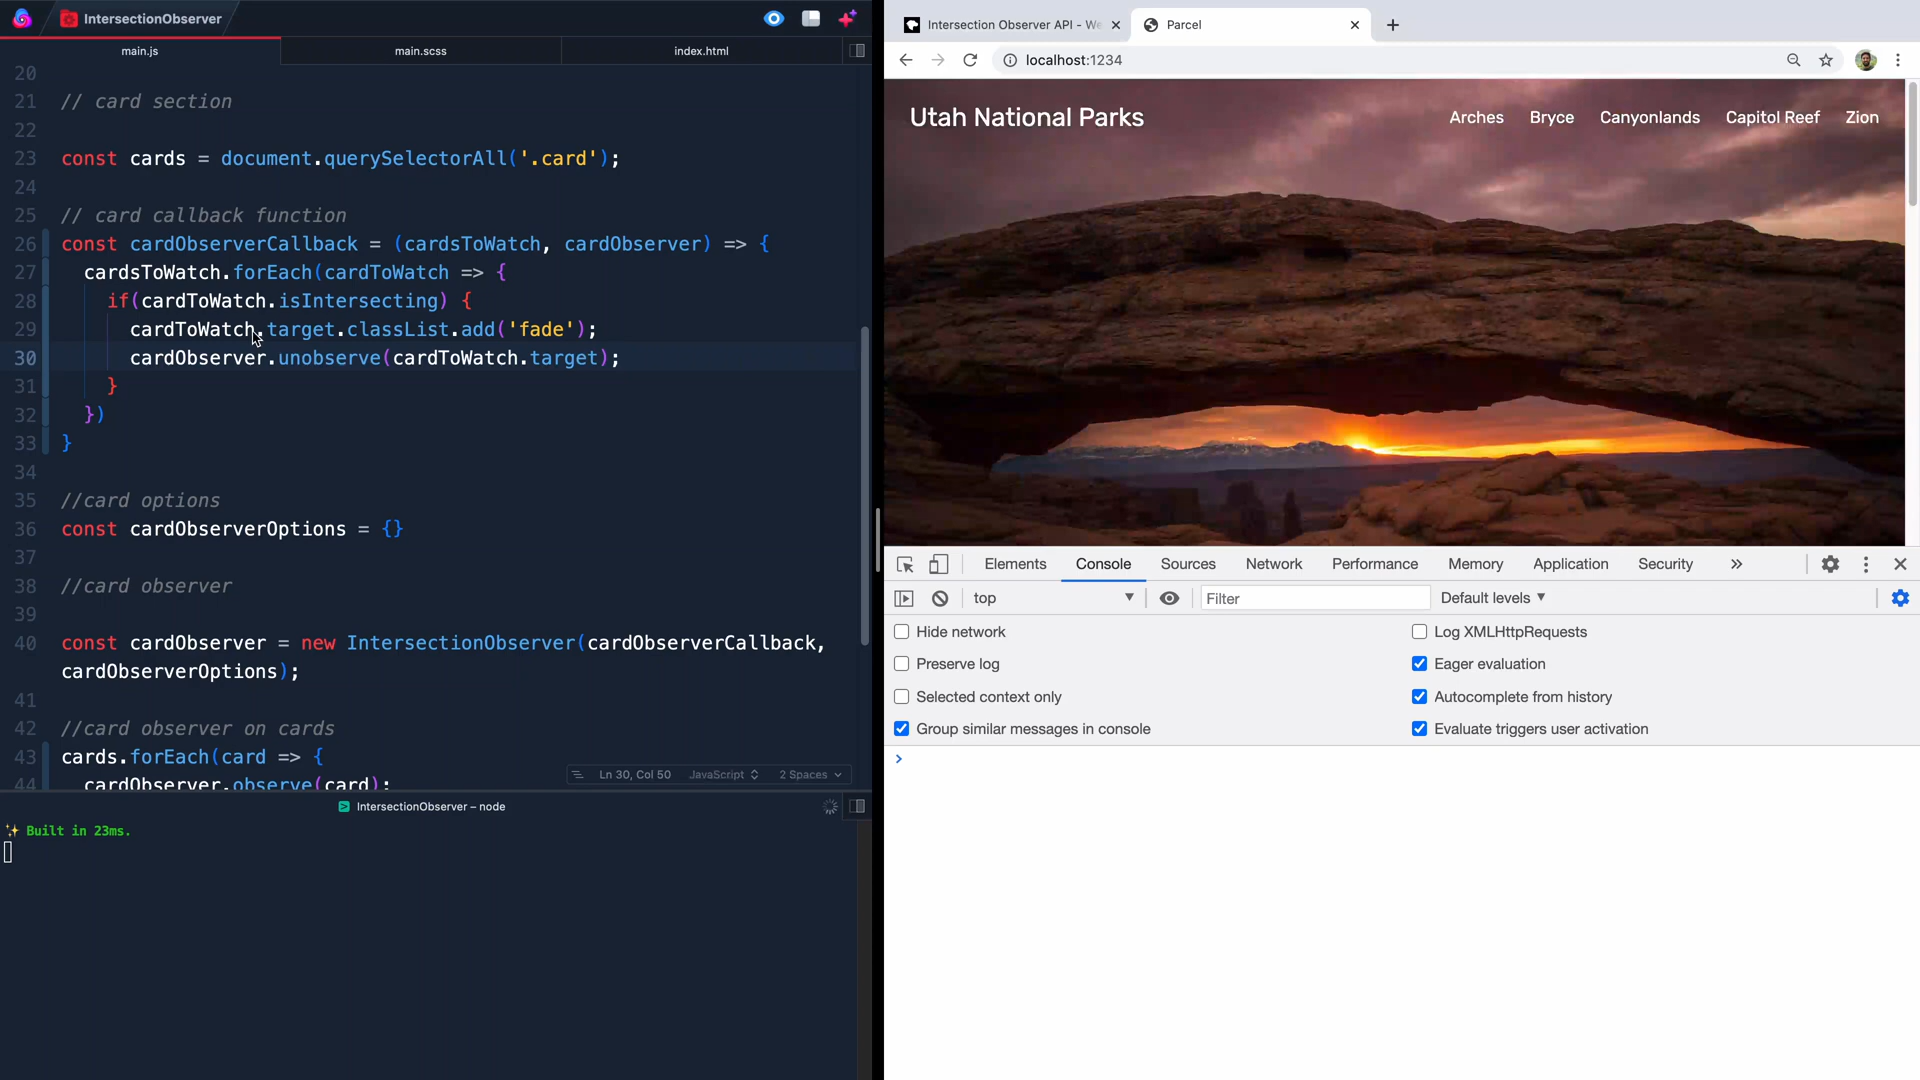 IntersectionObserver
main.js
main.scss
index.html
20
21 // card section
22
23 const cards = document.querySelectorAll('.card');
24
25 // card callback function
26 const cardObserverCallback = (cardsToWatch, cardObserver) => {
27 cardsToWatch.forEach(cardToWatch => {
28 if(cardToWatch.isIntersecting) {
29 cardToWatch.target.classList.add('fade');
30 cardObserver.unobserve(cardToWatch.target);
31 }
32 })
33 }
34
35 //card options
36 const cardObserverOptions = {}
37
38 //card observer
39
40 const cardObserver = new IntersectionObserver(cardObserverCallback,
cardObserverOptions);
41
42 //card observer on cards
43 cards.forEach(card => {
44 cardObserver.observe(card);
Ln 30, Col 50 JavaScript 2 Spaces
IntersectionObserver – node
✨ Built in 23ms.
Intersection Observer API - We
Parcel
localhost:1234
Utah National Parks
Arches Bryce Canyonlands Capitol Reef Zion
Elements Console Sources Network Performance Memory Application Security »
top Filter Default levels ▼
Hide network
Log XMLHttpRequests
Preserve log
Eager evaluation
Selected context only
Autocomplete from history
Group similar messages in console
Evaluate triggers user activation